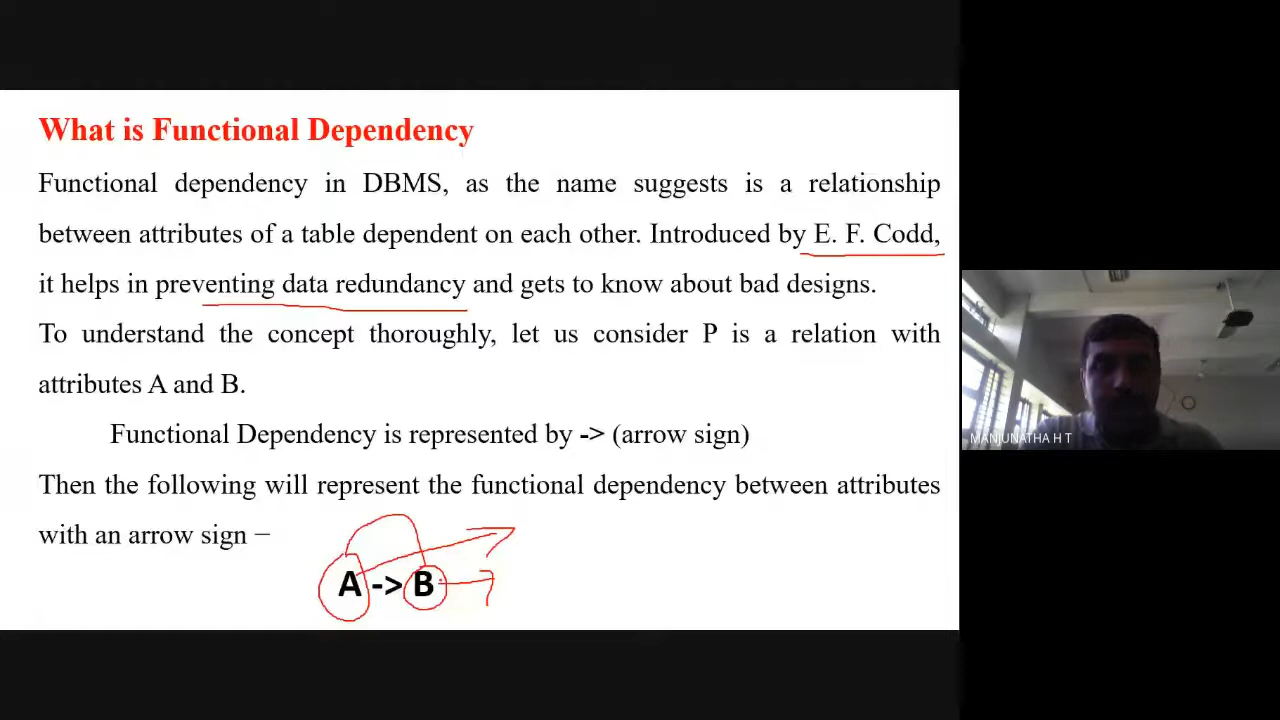 What is Functional Dependency
Functional dependency in DBMS, as the name suggests is a relationship
between attributes of a table dependent on each other. Introduced by E. F. Codd,
it helps in preventing data redundancy and gets to know about bad designs.
To understand the concept thoroughly, let us consider P is a relation with
attributes A and B.
Functional Dependency is represented by -> (arrow sign)
Then the following will represent the functional dependency between attributes
with an arrow sign −
A -> B
MANJUNATHA H T